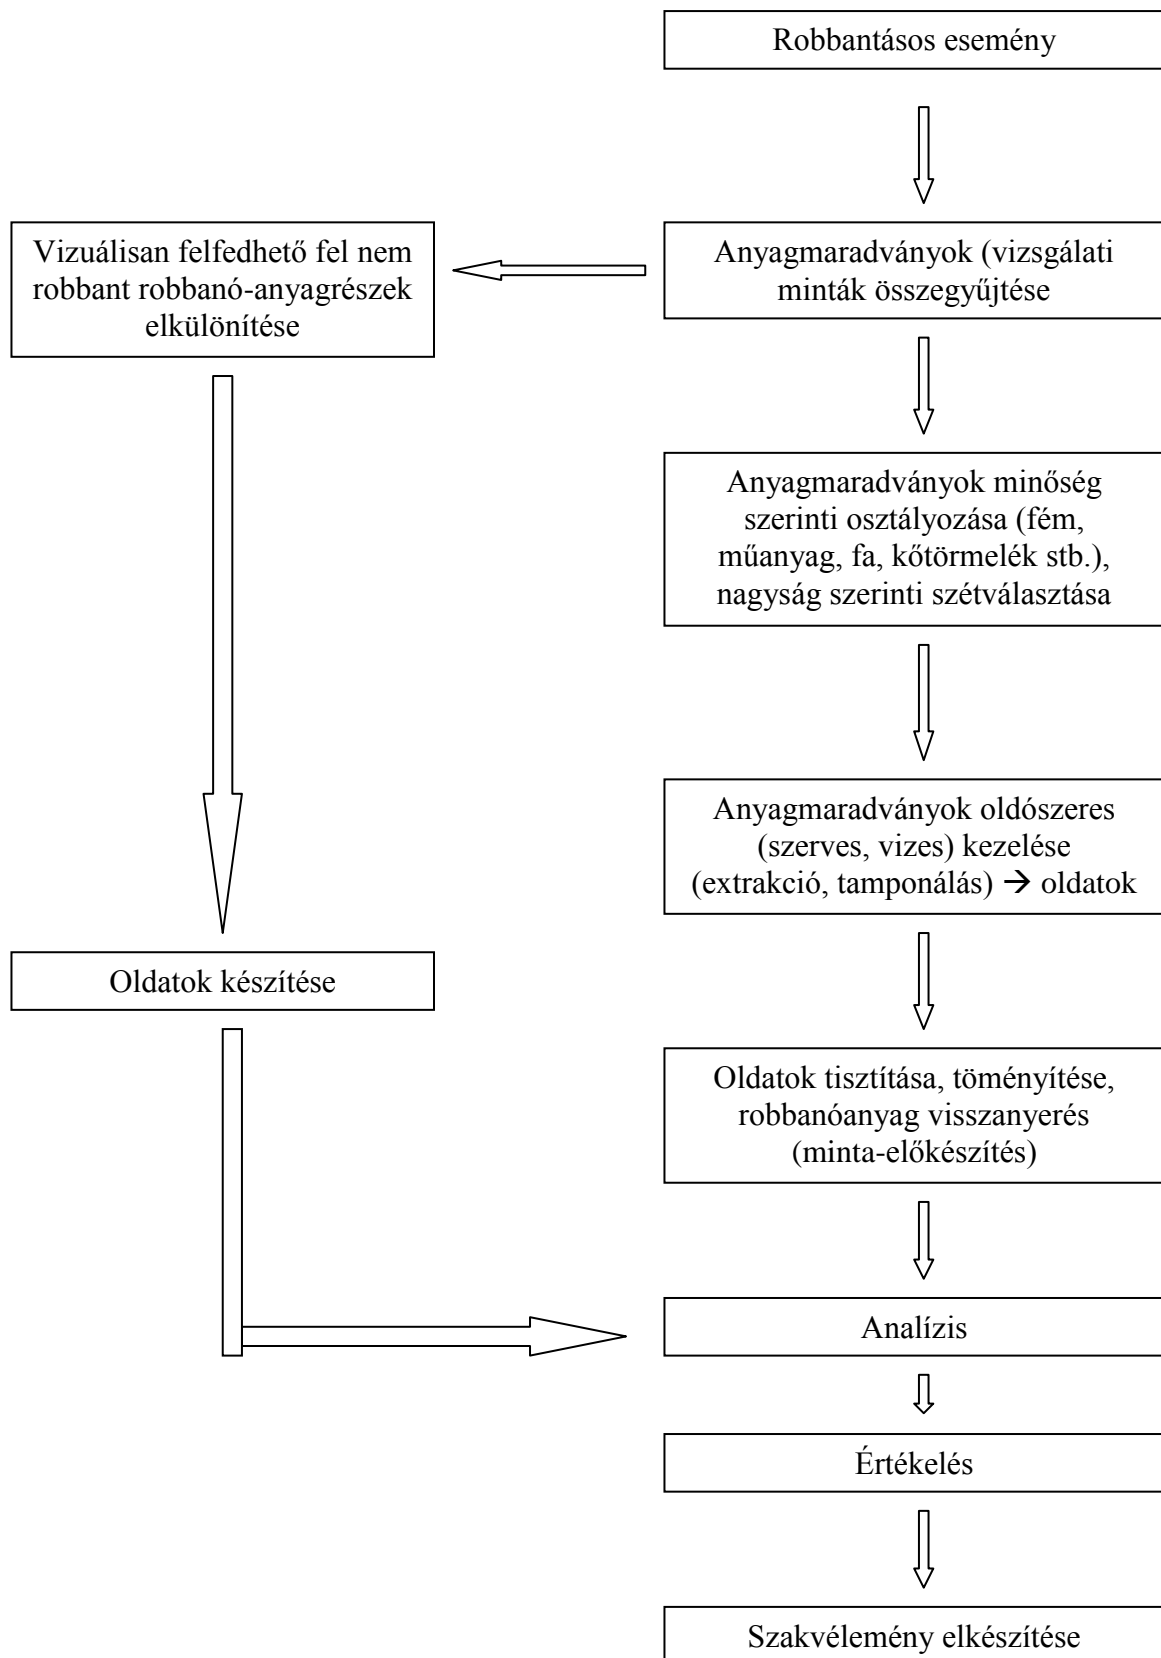 Robbantásos esemény
Vizuálisan felfedhető fel nem
robbant robbanó-anyagrészek
elkülönítése
Anyagmaradványok (vizsgálati
minták összegyűjtése
Anyagmaradványok minőség
szerinti osztályozása (fém,
műanyag, fa, kőtörmelék stb.),
nagyság szerinti szétválasztása
Anyagmaradványok oldószeres
(szerves, vizes) kezelése
(extrakció, tamponálás) → oldatok
Oldatok készítése
Oldatok tisztítása, töményítése,
robbanóanyag visszanyerés
(minta-előkészítés)
Analízis
Értékelés
Szakvélemény elkészítése